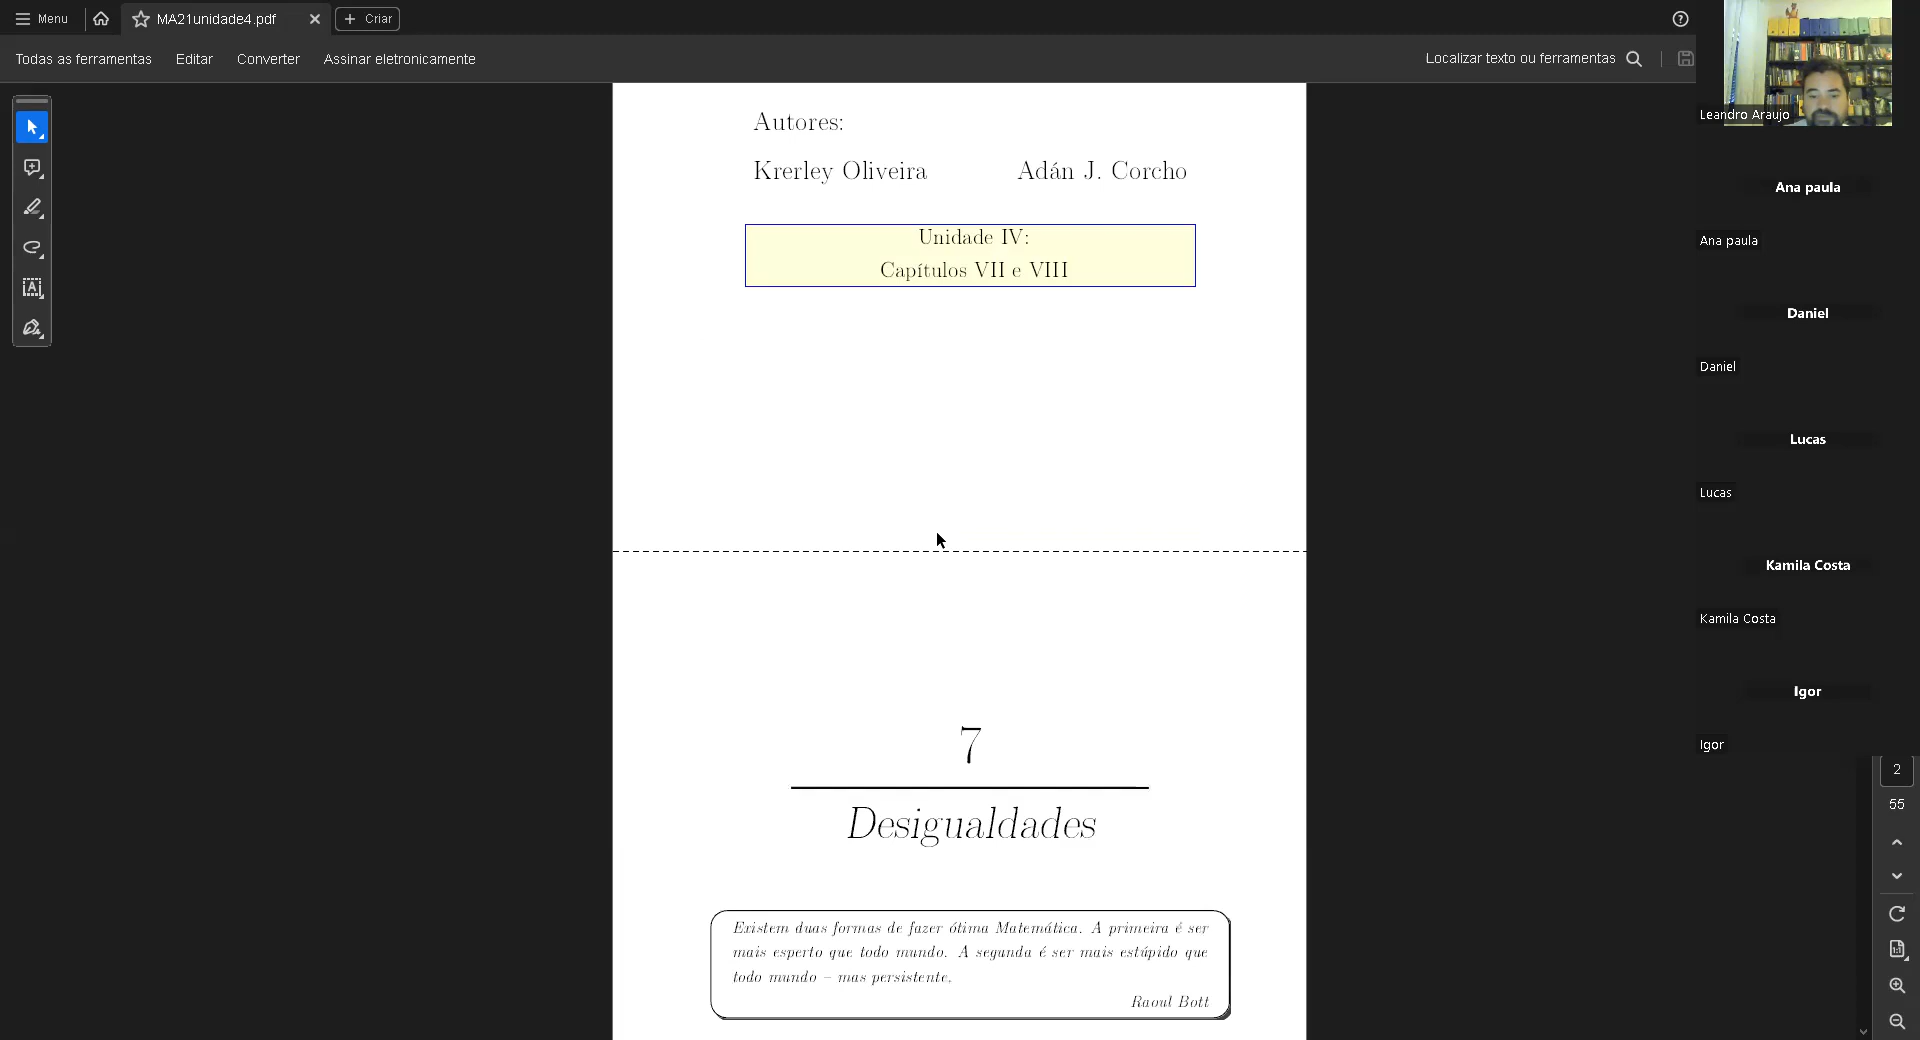 Menu
MA21unidade4.pdf
Criar
Todas as ferramentas
Editar
Converter
Assinar eletronicamente
Localizar texto ou ferramentas
Autores:
Krerley Oliveira Adán J. Corcho
Unidade IV:
Capítulos VII e VIII
7
Desigualdades
Existem duas formas de fazer ótima Matemática. A primeira é ser
mais esperto que todo mundo. A segunda é ser mais estúpido que
todo mundo – mas persistente.
Raoul Bott
Leandro Araujo
Ana paula
Ana paula
Daniel
Daniel
Lucas
Lucas
Kamila Costa
Kamila Costa
Igor
Igor
2
55